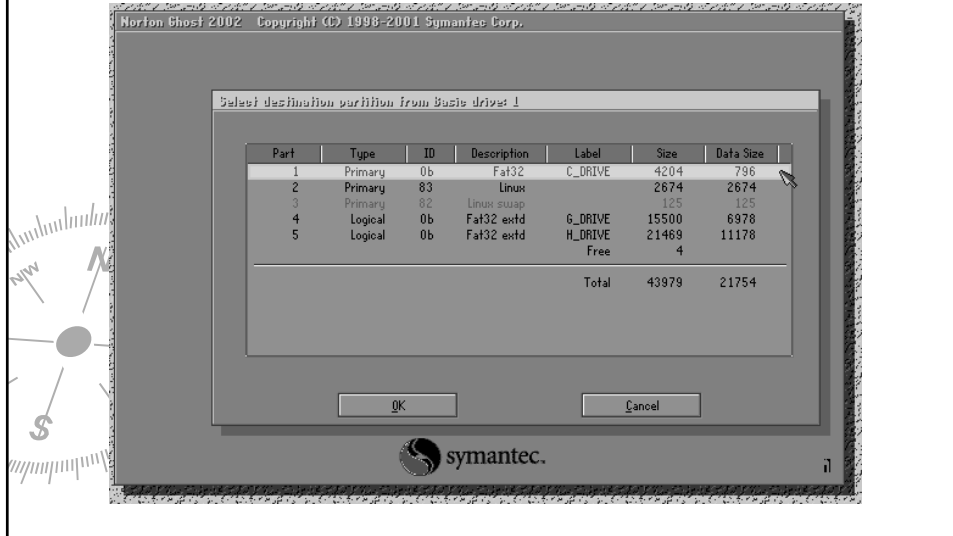 Norton Ghost 2002 Copyright (C) 1998-2001 Symantec Corp.
Select destination partition from Basic drive: 1
Part Type ID Description Label Size Data Size
1 Primary 0b Fat32 C_DRIVE 4204 796
2 Primary 83 Linux 2674 2674
3 Primary 82 Linux swap 125 125
4 Logical 0b Fat32 extd G_DRIVE 15500 6978
5 Logical 0b Fat32 extd H_DRIVE 21469 11178
Free 4
Total 43979 21754
OK Cancel
symantec.
NW
N
S